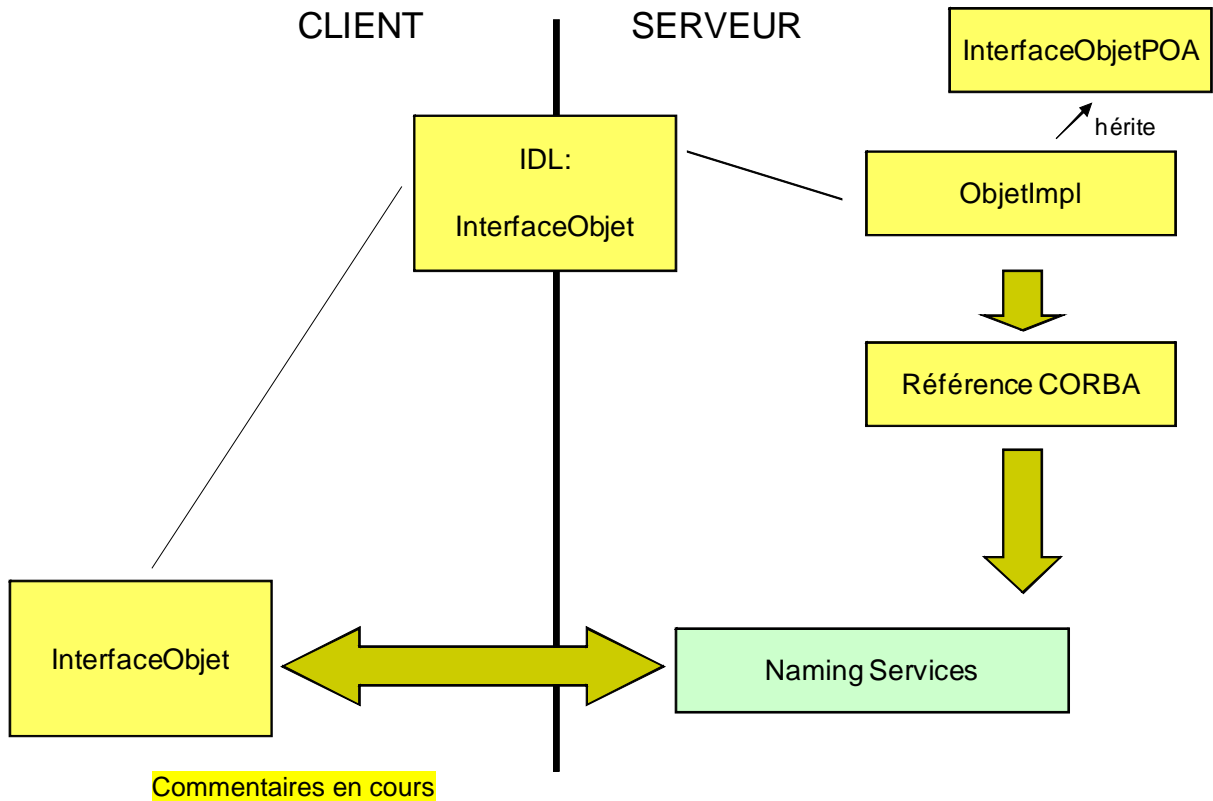 CLIENT
SERVEUR
InterfaceObjetPOA
hérite
IDL:
InterfaceObjet
ObjetImpl
Référence CORBA
InterfaceObjet
Naming Services
Commentaires en cours